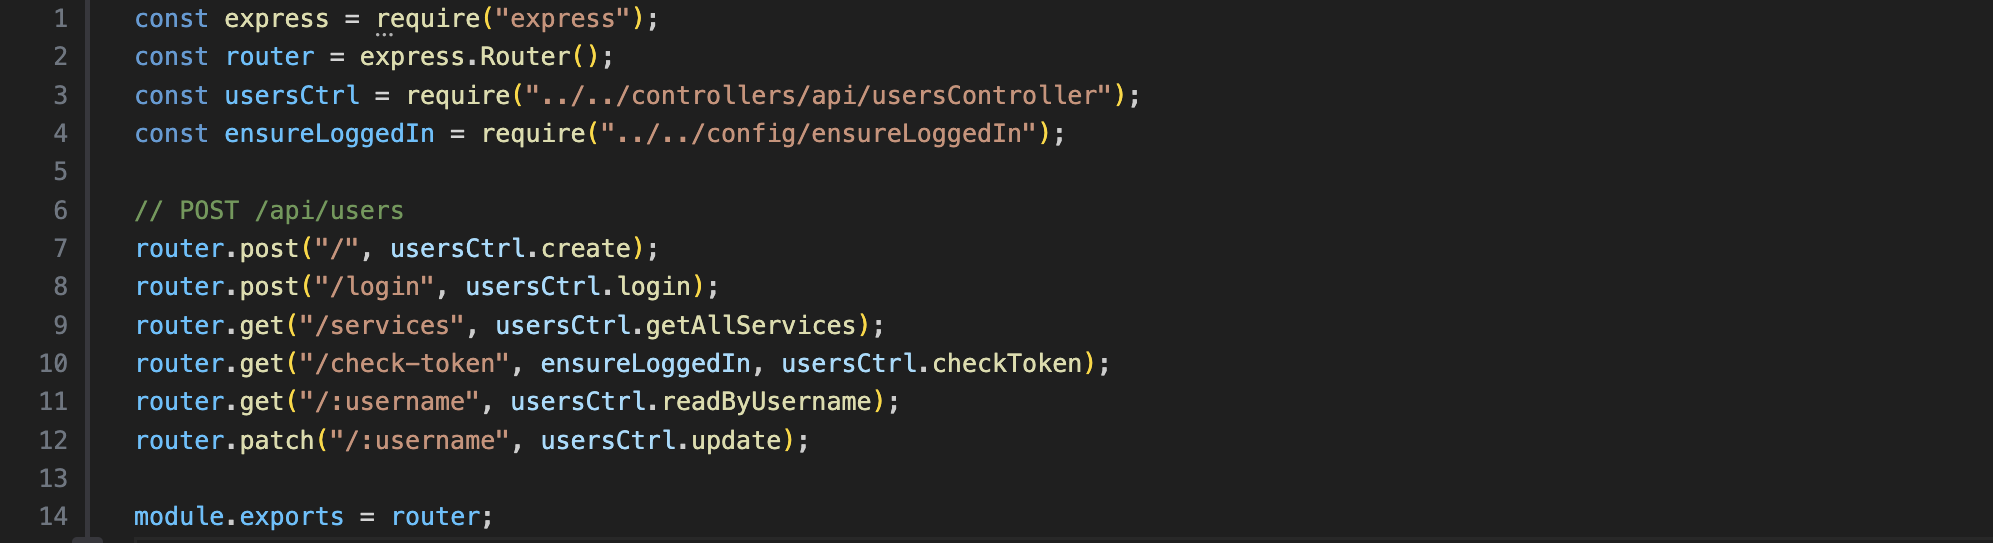 1 const express = require("express");
2 const router = express.Router();
3 const usersCtrl = require("../../controllers/api/usersController");
4 const ensureLoggedIn = require("../../config/ensureLoggedIn");
5
6 // POST /api/users
7 router.post("/", usersCtrl.create);
8 router.post("/login", usersCtrl.login);
9 router.get("/services", usersCtrl.getAllServices);
10 router.get("/check-token", ensureLoggedIn, usersCtrl.checkToken);
11 router.get("/:username", usersCtrl.readByUsername);
12 router.patch("/:username", usersCtrl.update);
13
14 module.exports = router;